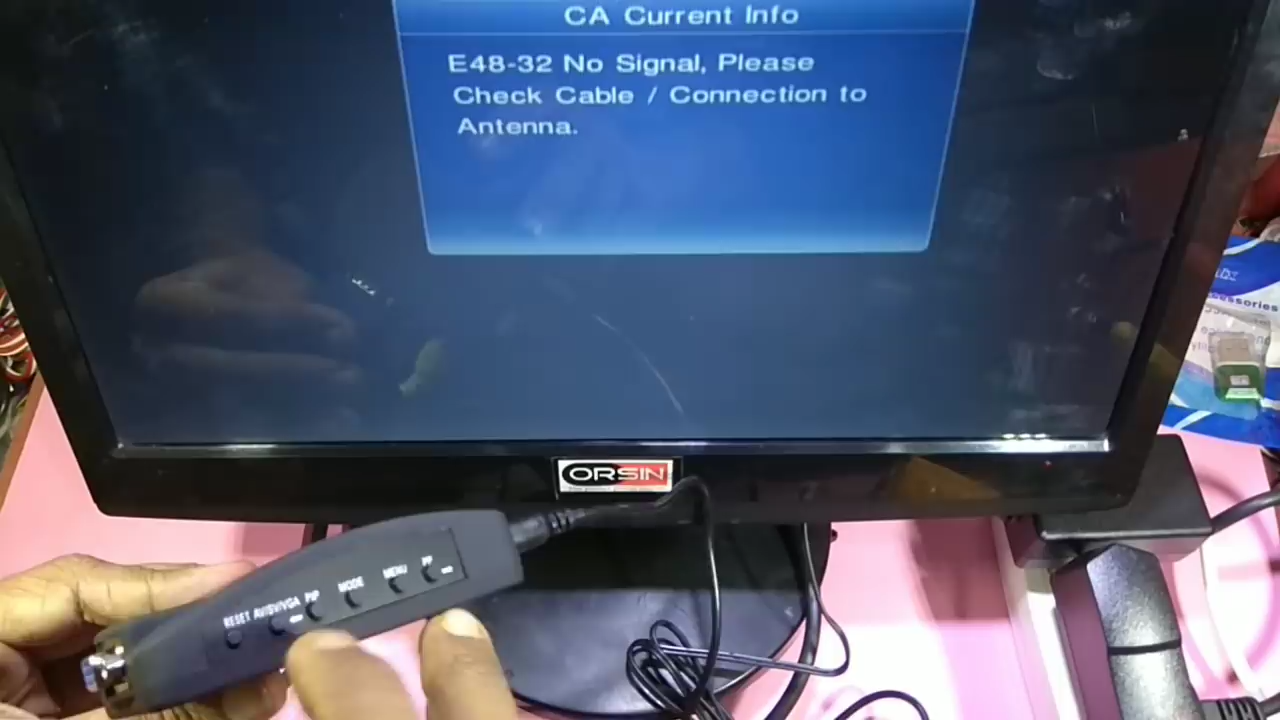 CA Current Info
E48-32 No Signal, Please
Check Cable / Connection to
Antenna.
ORSIN
RESET AV/SV/VGA PIP MODE MENU PP